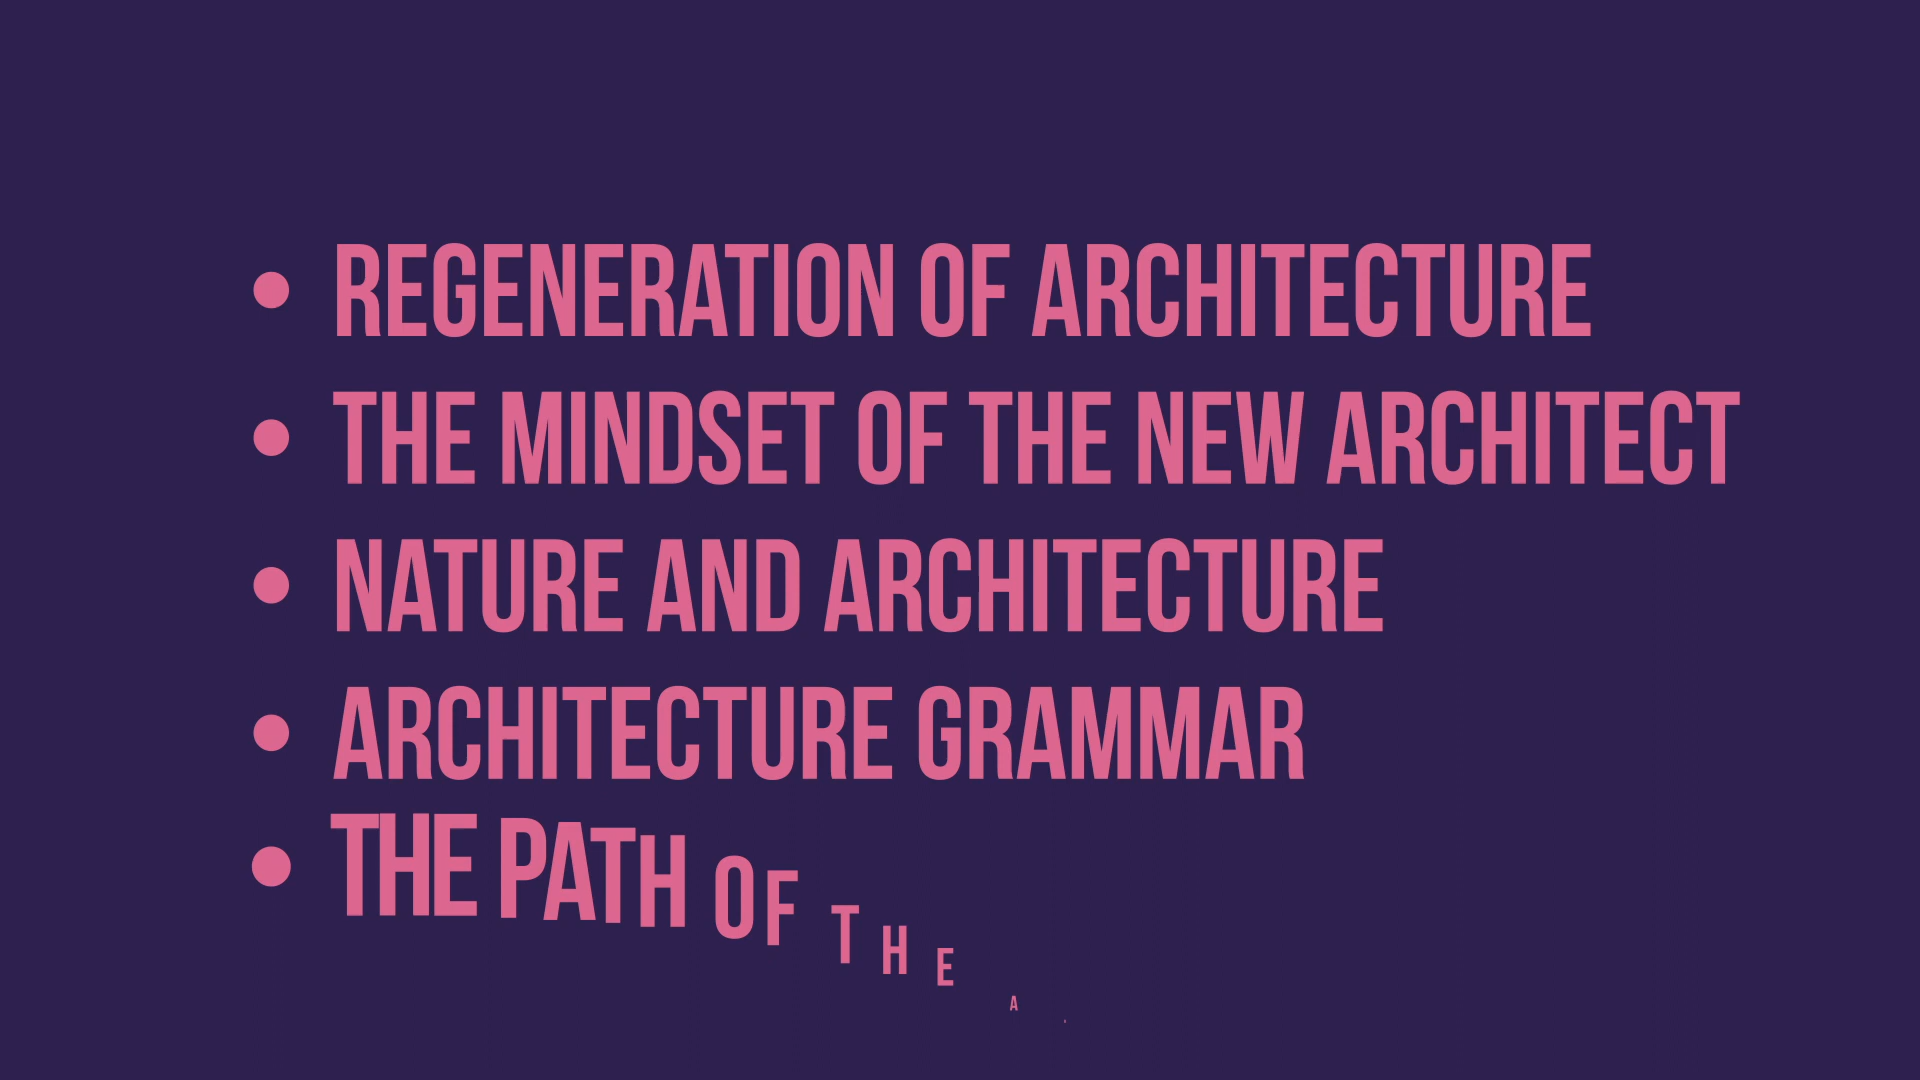 • REGENERATION OF ARCHITECTURE
• THE MINDSET OF THE NEW ARCHITECT
• NATURE AND ARCHITECTURE
• ARCHITECTURE GRAMMAR
• THE PATH OF THE A